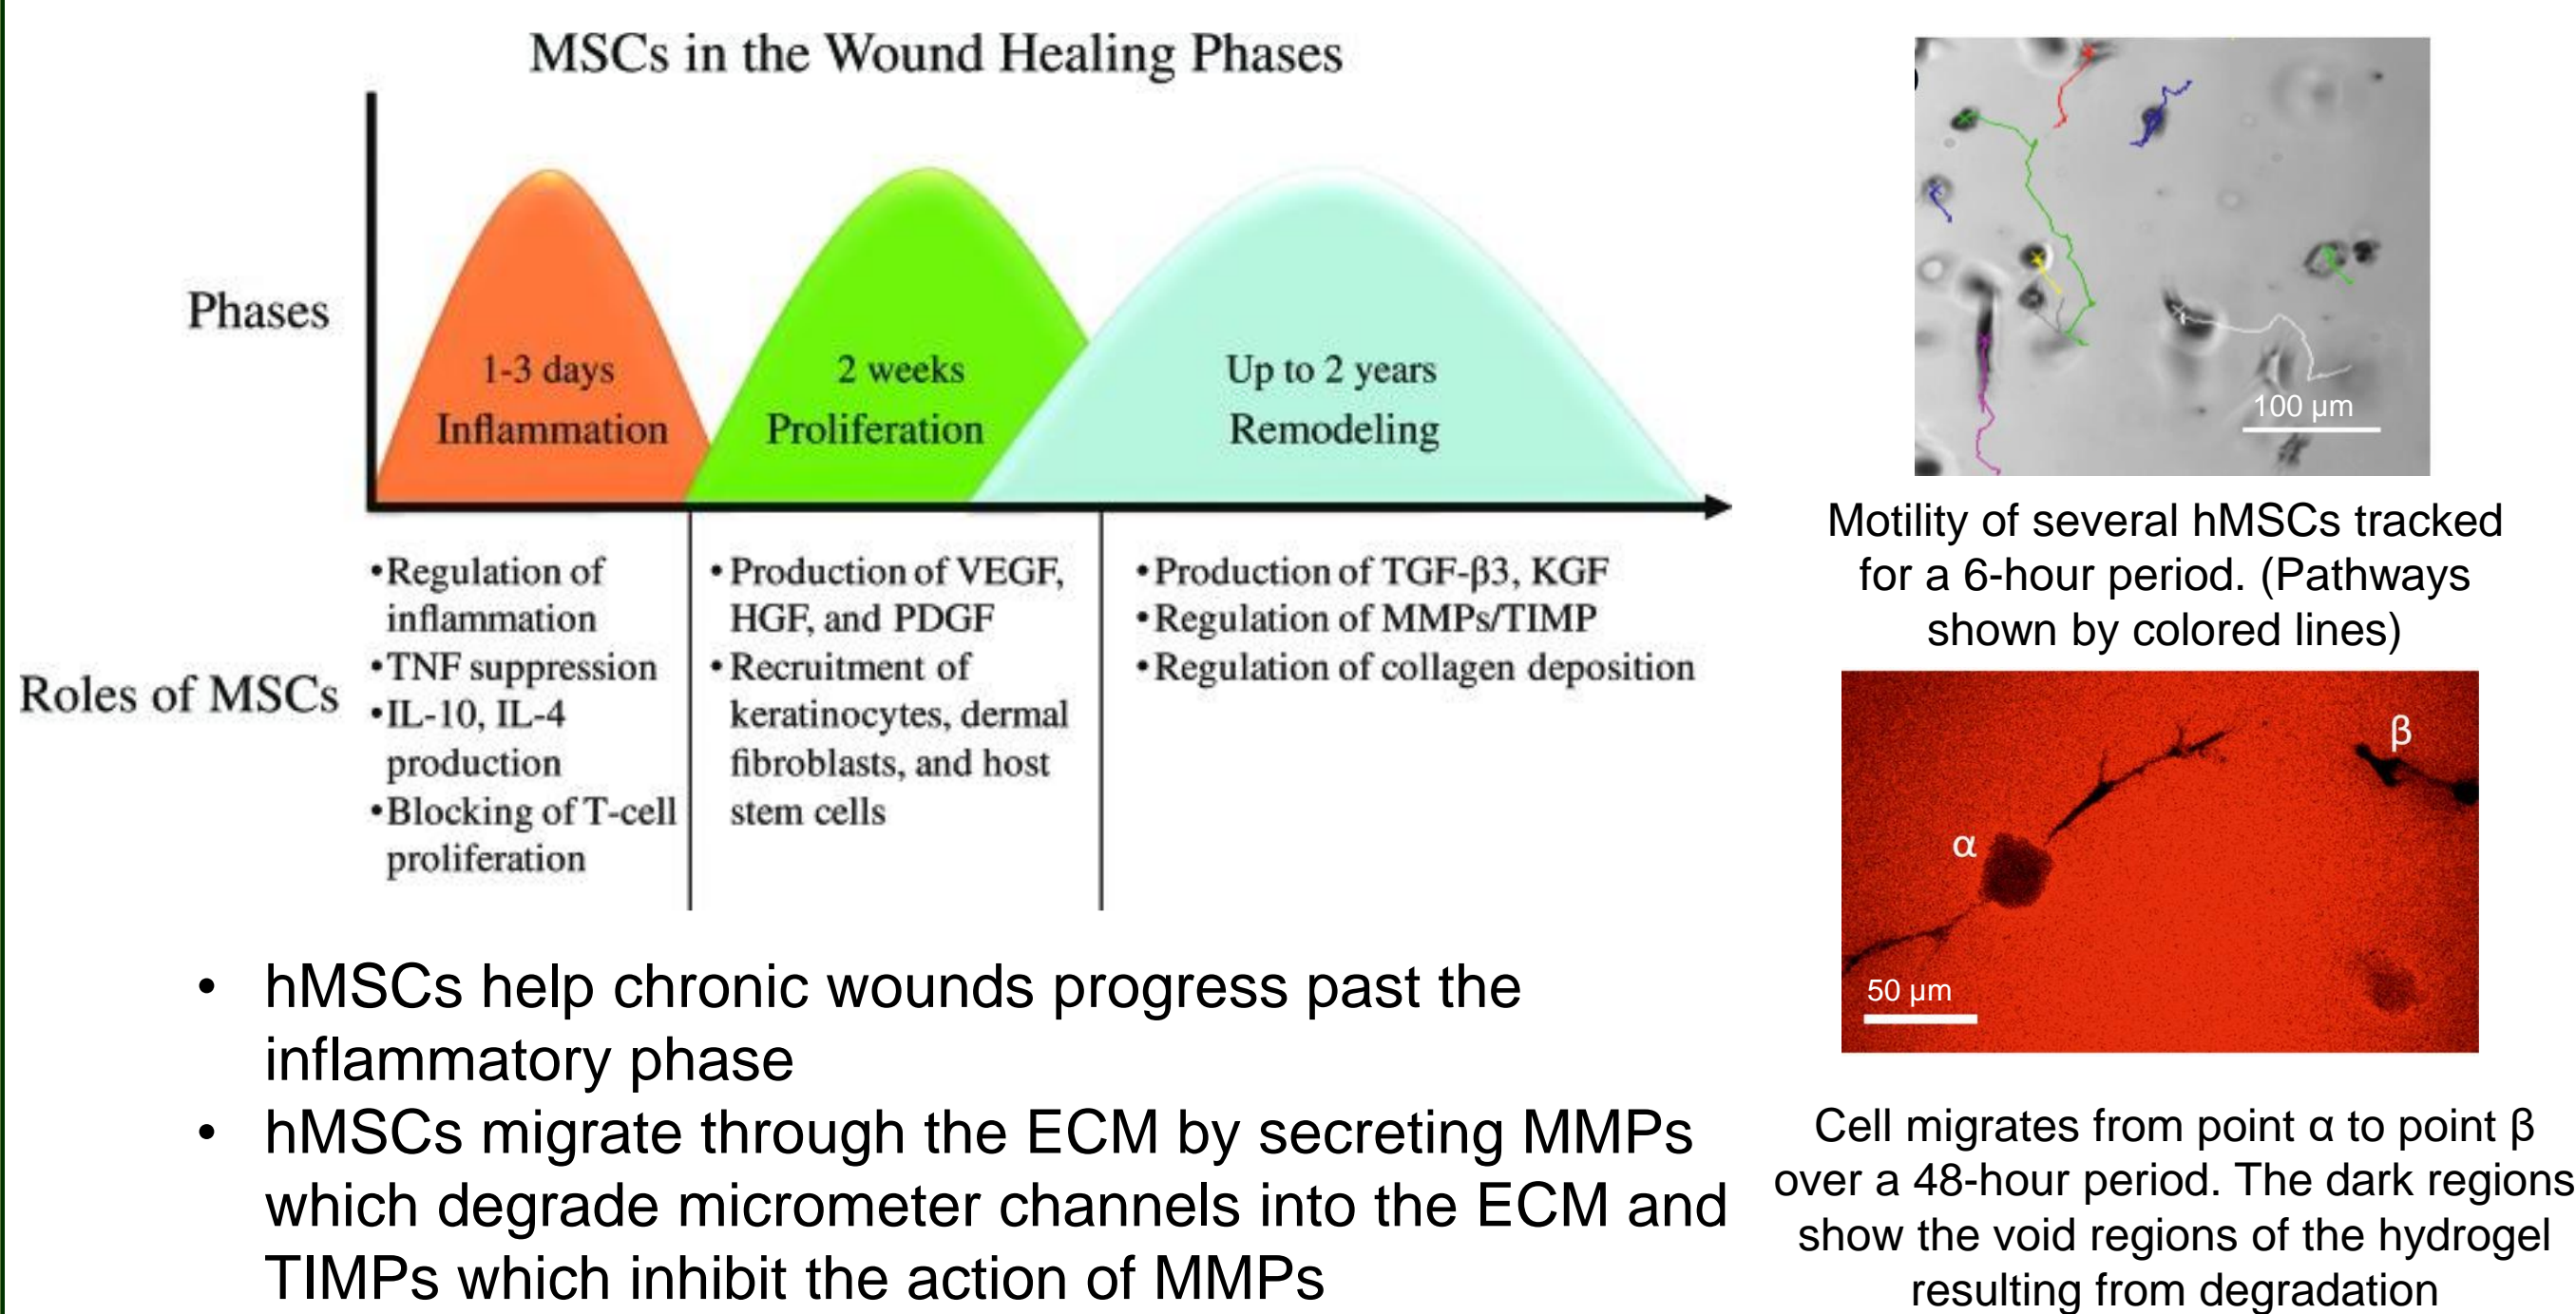 MSCs in the Wound Healing Phases
Phases
1-3 days
Inflammation
2 weeks
Proliferation
Up to 2 years
Remodeling
Roles of MSCs
•Regulation of
inflammation
•TNF suppression
•IL-10, IL-4
production
•Blocking of T-cell
proliferation
• Production of VEGF,
HGF, and PDGF
• Recruitment of
keratinocytes, dermal
fibroblasts, and host
stem cells
• Production of TGF-β3, KGF
• Regulation of MMPs/TIMP
• Regulation of collagen deposition
100 μm
Motility of several hMSCs tracked
for a 6-hour period. (Pathways
shown by colored lines)
α
β
50 μm
Cell migrates from point α to point β
over a 48-hour period. The dark regions
show the void regions of the hydrogel
resulting from degradation
• hMSCs help chronic wounds progress past the
inflammatory phase
• hMSCs migrate through the ECM by secreting MMPs
which degrade micrometer channels into the ECM and
TIMPs which inhibit the action of MMPs